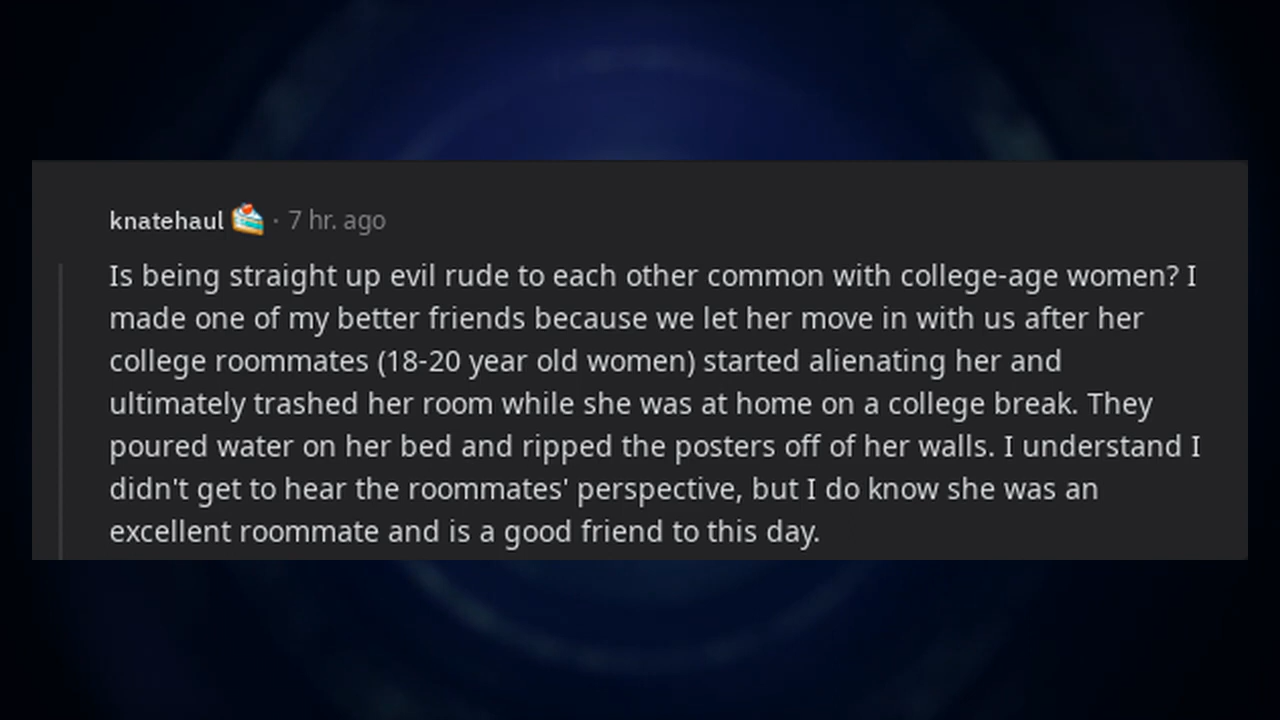 knatehaul 🍰 · 7 hr. ago
Is being straight up evil rude to each other common with college-age women? I
made one of my better friends because we let her move in with us after her
college roommates (18-20 year old women) started alienating her and
ultimately trashed her room while she was at home on a college break. They
poured water on her bed and ripped the posters off of her walls. I understand I
didn't get to hear the roommates' perspective, but I do know she was an
excellent roommate and is a good friend to this day.